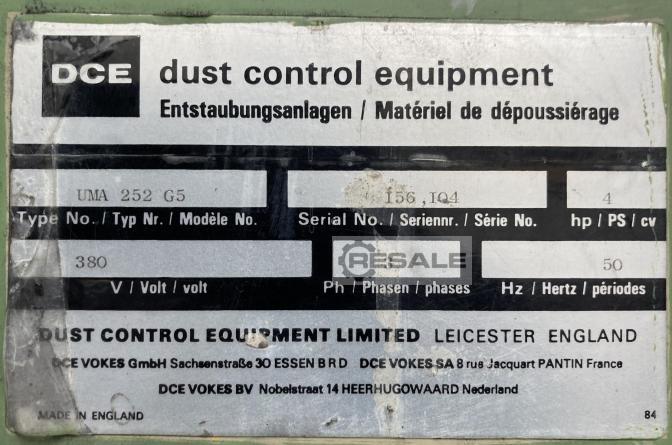 DCE dust control equipment
Entstaubungsanlagen / Matériel de dépoussiérage
UMA 252 G5 156,104 4
Type No. / Typ Nr. / Modèle No. Serial No. / Seriennr. / Série No. hp / PS / cv
380 RESALE 50
V / Volt / volt Ph / Phasen / phases Hz / Hertz / périodes
DUST CONTROL EQUIPMENT LIMITED LEICESTER ENGLAND
DCE VOKES GmbH Sachsenstraße 30 ESSEN B R D DCE VOKES SA 8 rue Jacquart PANTIN France
DCE VOKES BV Nobelstraat 14 HEERHUGOWAARD Nederland
MADE IN ENGLAND 84